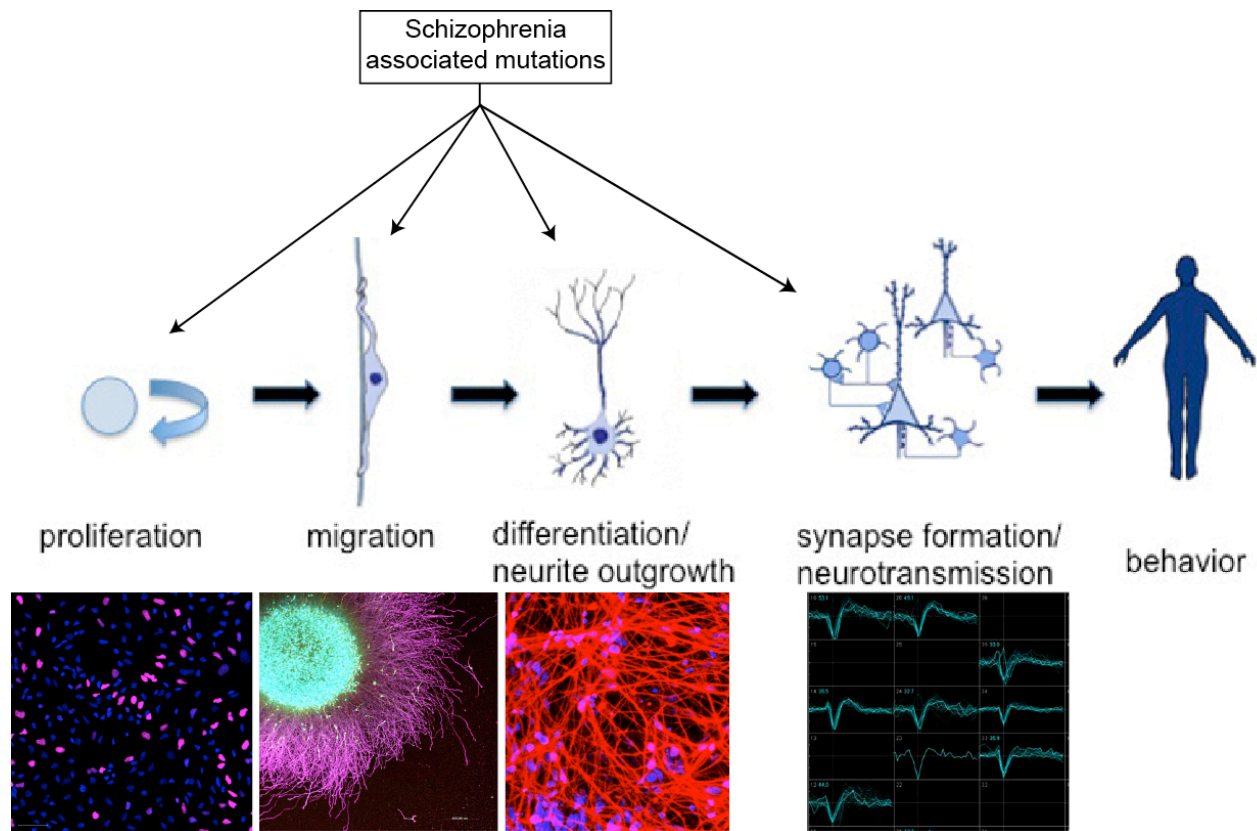 Schizophrenia
associated mutations
proliferation
migration
differentiation/
neurite outgrowth
synapse formation/
neurotransmission
behavior